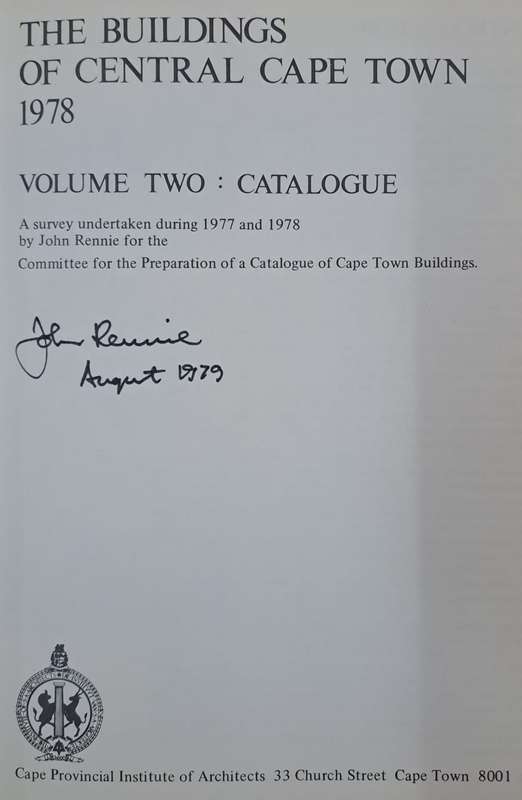 THE BUILDINGS
OF CENTRAL CAPE TOWN
1978
VOLUME TWO : CATALOGUE
A survey undertaken during 1977 and 1978
by John Rennie for the
Committee for the Preparation of a Catalogue of Cape Town Buildings.
John Rennie
August 1979
Cape Provincial Institute of Architects 33 Church Street Cape Town 8001